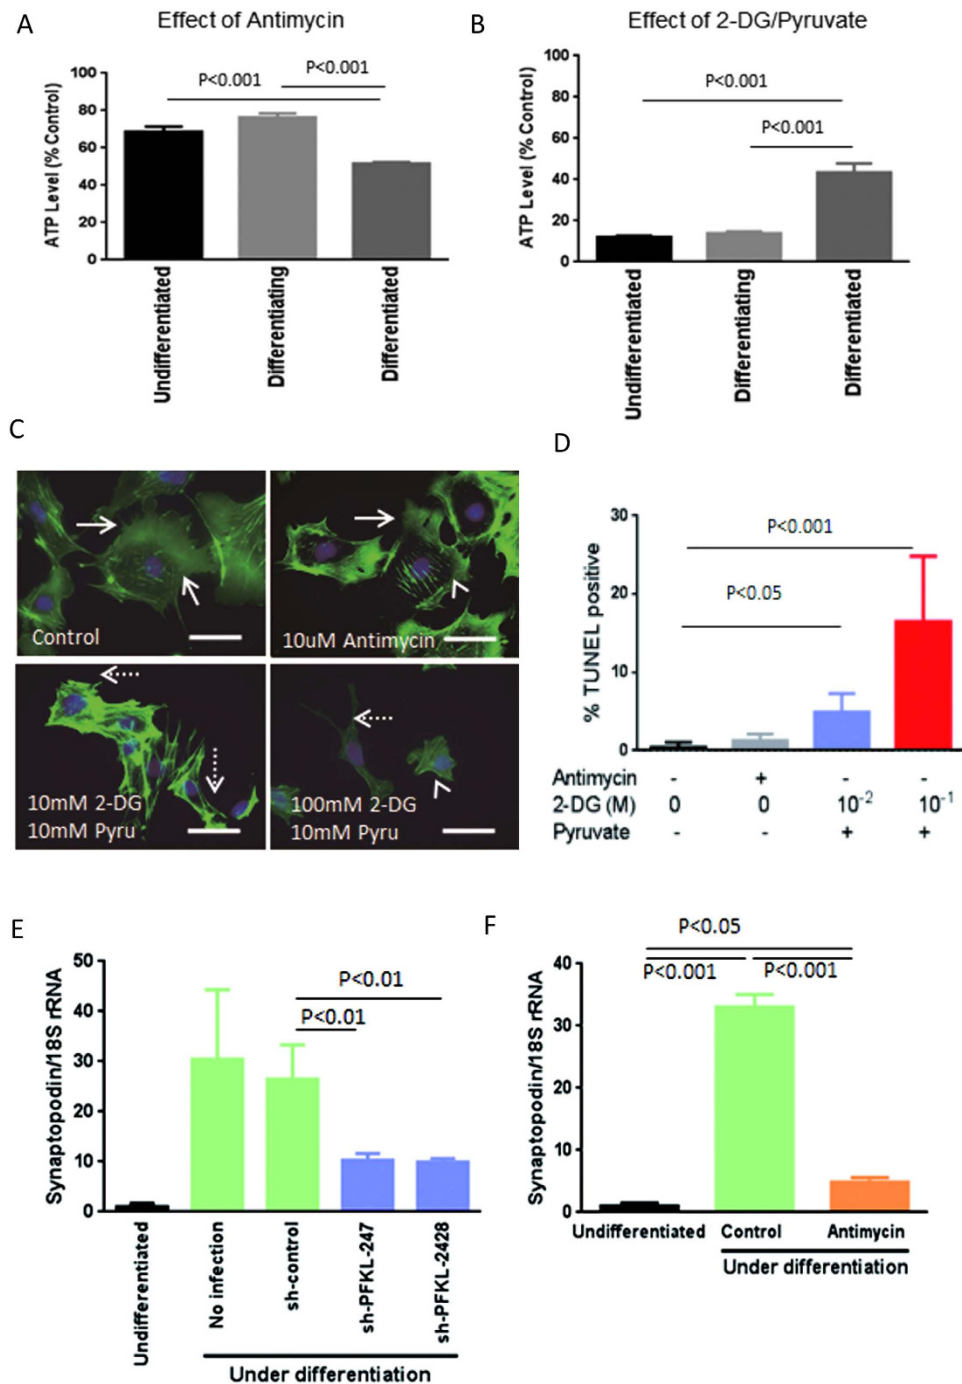 A
Effect of Antimycin
ATP Level (% Control)
100
80
60
40
20
0
P<0.001
P<0.001
Undifferentiated
Differentiating
Differentiated
B
Effect of 2-DG/Pyruvate
ATP Level (% Control)
100
80
60
40
20
0
P<0.001
P<0.001
Undifferentiated
Differentiating
Differentiated
C
Control
10uM Antimycin
10mM 2-DG
10mM Pyru
100mM 2-DG
10mM Pyru
D
% TUNEL positive
30
20
10
0
P<0.001
P<0.05
Antimycin - + - -
2-DG (M) 0 0 10⁻² 10⁻¹
Pyruvate - - + +
E
Synaptopodin/18S rRNA
50
40
30
20
10
0
P<0.01
P<0.01
Undifferentiated
No infection
sh-control
sh-PFKL-247
sh-PFKL-2428
Under differentiation
F
Synaptopodin/18S rRNA
40
30
20
10
0
P<0.05
P<0.001 P<0.001
Undifferentiated Control Antimycin
Under differentiation